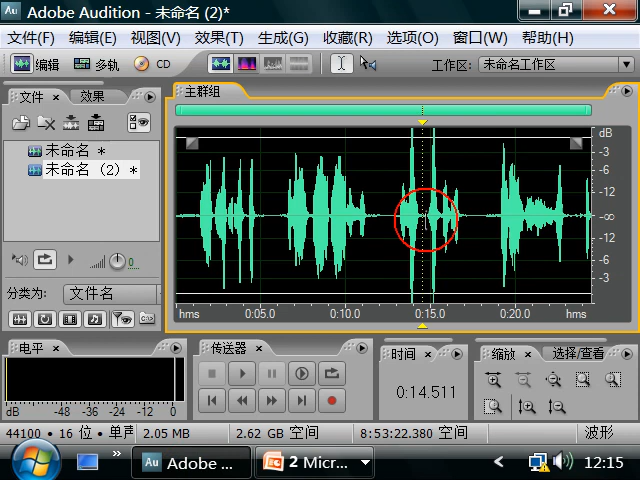 Au Adobe Audition - 未命名 (2)*
文件(F) 编辑(E) 视图(V) 效果(T) 生成(G) 收藏(R) 选项(O) 窗口(W) 帮助(H)
编辑 多轨 CD 工作区: 未命名工作区
文件 × 效果
未命名 *
未命名 (2) *
0
分类为: 文件名
主群组
dB
-3
-6
-12
-∞
-12
-6
-3
hms 0:05.0 0:10.0 0:15.0 0:20.0 hms
电平 ×
dB -48 -36 -24 -12 0
传送器 ×
时间 ×
0:14.511
缩放 × 选择/查看
44100 • 16 位 • 单声 2.05 MB 2.62 GB 空间 8:53:22.380 空间 波形
Au Adobe ... 2 Micr... 12:15